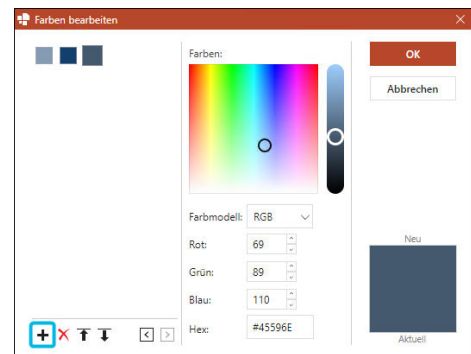 Farben bearbeiten
Farben:
OK
Abbrechen
Farbmodell: RGB
Rot: 69
Grün: 89
Blau: 110
Hex: #45596E
Neu
Aktuell